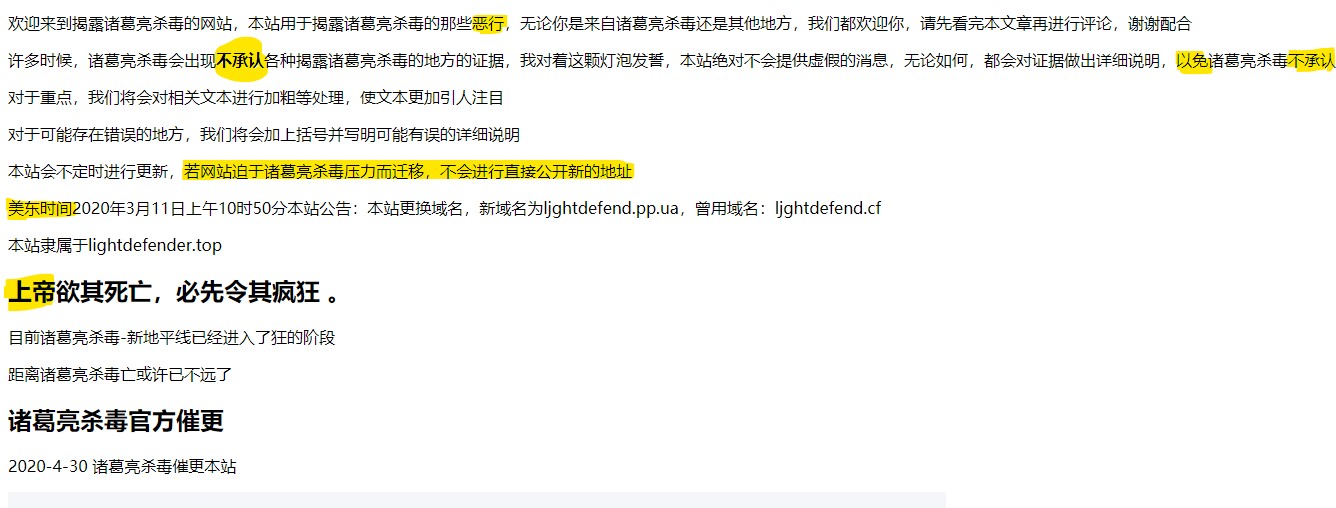 欢迎来到揭露诸葛亮杀毒的网站，本站用于揭露诸葛亮杀毒的那些恶行，无论你是来自诸葛亮杀毒还是其他地方，我们都欢迎你，请先看完本文章再进行评论，谢谢配合
许多时候，诸葛亮杀毒会出现不承认各种揭露诸葛亮杀毒的地方的证据，我对着这颗灯泡发誓，本站绝对不会提供虚假的消息，无论如何，都会对证据做出详细说明，以免诸葛亮杀毒不承认
对于重点，我们将会对相关文本进行加粗等处理，使文本更加引人注目
对于可能存在错误的地方，我们将会加上括号并写明可能有误的详细说明
本站会不定时进行更新，若网站迫于诸葛亮杀毒压力而迁移，不会进行直接公开新的地址
美东时间2020年3月11日上午10时50分本站公告：本站更换域名，新域名为ljghtdefend.pp.ua，曾用域名：ljghtdefend.cf
本站隶属于lightdefender.top
上帝欲其死亡，必先令其疯狂 。
目前诸葛亮杀毒-新地平线已经进入了狂的阶段
距离诸葛亮杀毒亡或许已不远了
诸葛亮杀毒官方催更
2020-4-30 诸葛亮杀毒催更本站